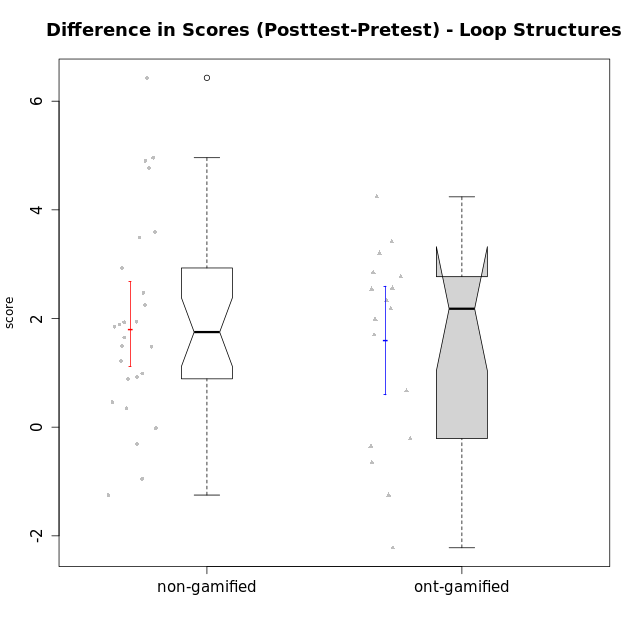 Difference in Scores (Posttest-Pretest) - Loop Structures
6
4
2
0
-2
score
non-gamified
ont-gamified